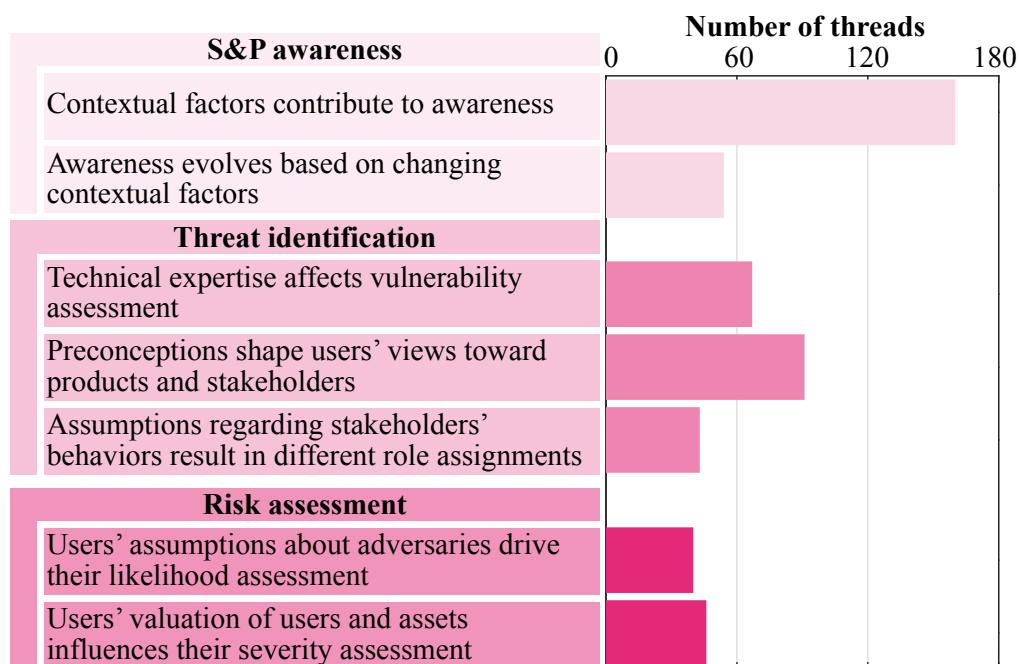 Number of threads
0 60 120 180
S&P awareness
Contextual factors contribute to awareness
Awareness evolves based on changing
contextual factors
Threat identification
Technical expertise affects vulnerability
assessment
Preconceptions shape users’ views toward
products and stakeholders
Assumptions regarding stakeholders’
behaviors result in different role assignments
Risk assessment
Users’ assumptions about adversaries drive
their likelihood assessment
Users’ valuation of users and assets
influences their severity assessment